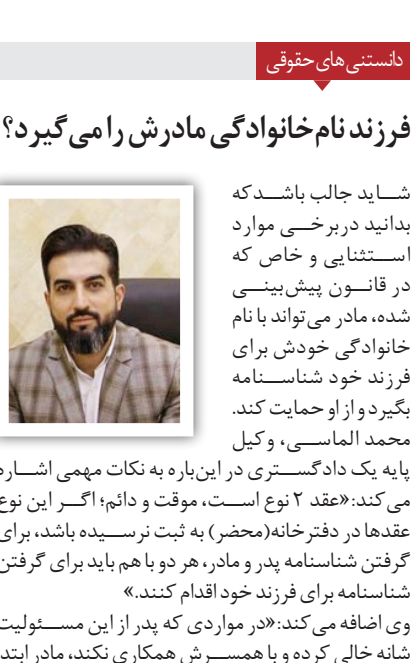 دانستنی‌های حقوقی
فرزند نام خانوادگی مادرش را می‌گیرد؟
شاید جالب باشد که
بدانید در برخی موارد
استثنایی و خاص که
در قانون پیش‌بینی
شده، مادر می‌تواند با نام
خانوادگی خودش برای
فرزند خود شناسنامه
بگیرد و از او حمایت کند.
محمد الماسی، وکیل
پایه یک دادگستری در این‌باره به نکات مهمی اشاره
می‌کند:«عقد ۲ نوع است، موقت و دائم؛ اگر این نوع
عقدها در دفترخانه(محضر) به ثبت نرسیده باشد، برای
گرفتن شناسنامه پدر و مادر، هر دو با هم باید برای گرفتن
شناسنامه برای فرزند خود اقدام کنند.»
وی اضافه می‌کند:«در مواردی که پدر از این مسئولیت
شانه خالی کرده و با همسرش همکاری نکند، مادر ابتد